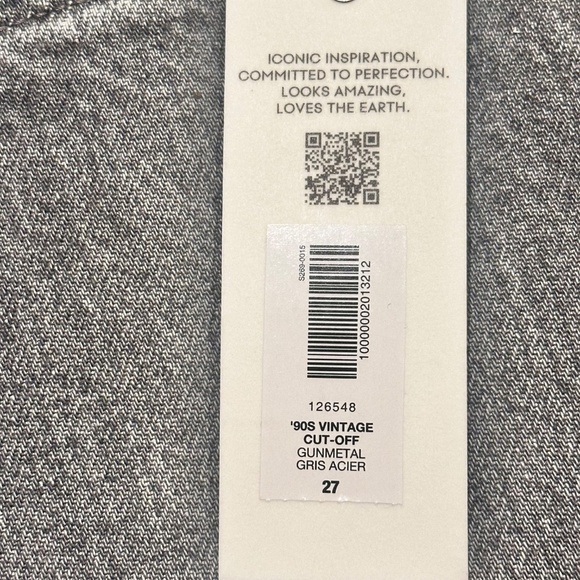 ICONIC INSPIRATION,
COMMITTED TO PERFECTION.
LOOKS AMAZING,
LOVES THE EARTH.
S269-0015
10000002013212
126548
'90S VINTAGE
CUT-OFF
GUNMETAL
GRIS ACIER
27